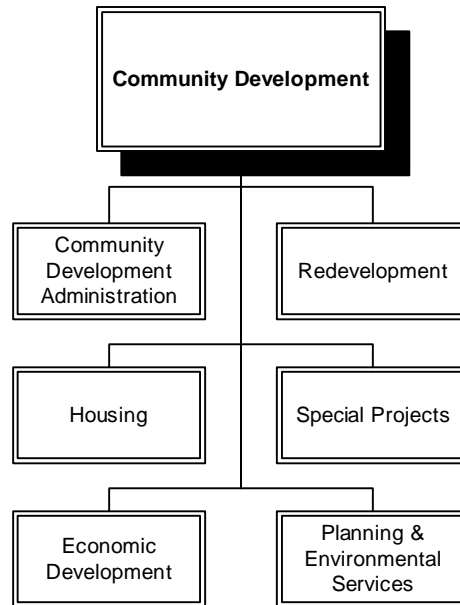 Community Development
Community
Development
Administration
Redevelopment
Housing
Special Projects
Economic
Development
Planning &
Environmental
Services